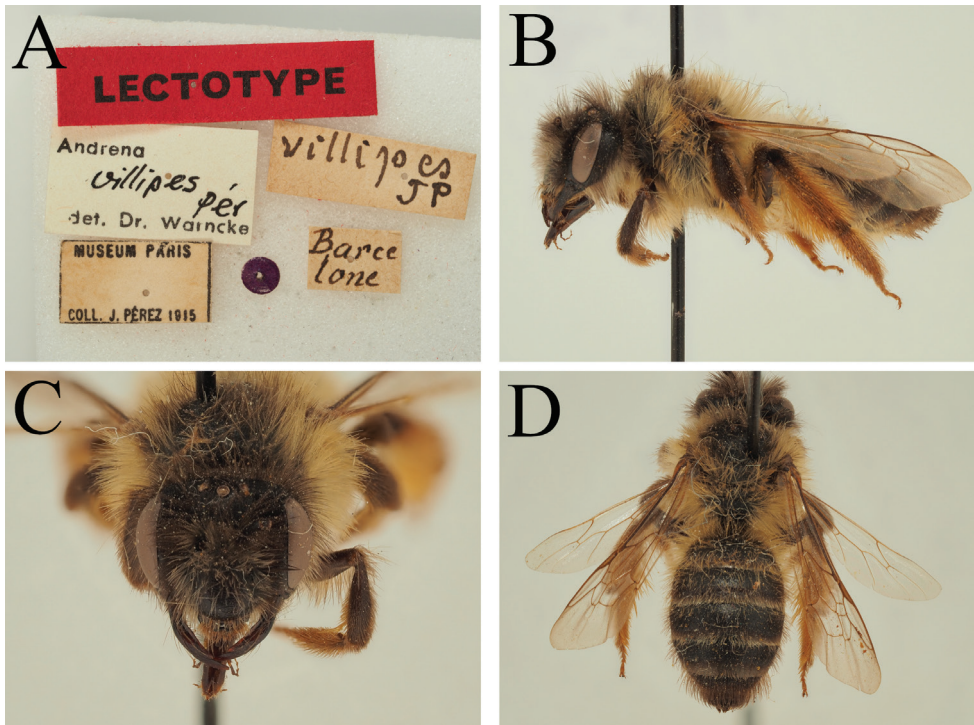 A
LECTOTYPE
Andrena
villipes
Pér
det. Dr. Warncke
villipes
JP
MUSEUM PARIS
COLL. J. PÉREZ 1915
Barce
lone
B
C
D